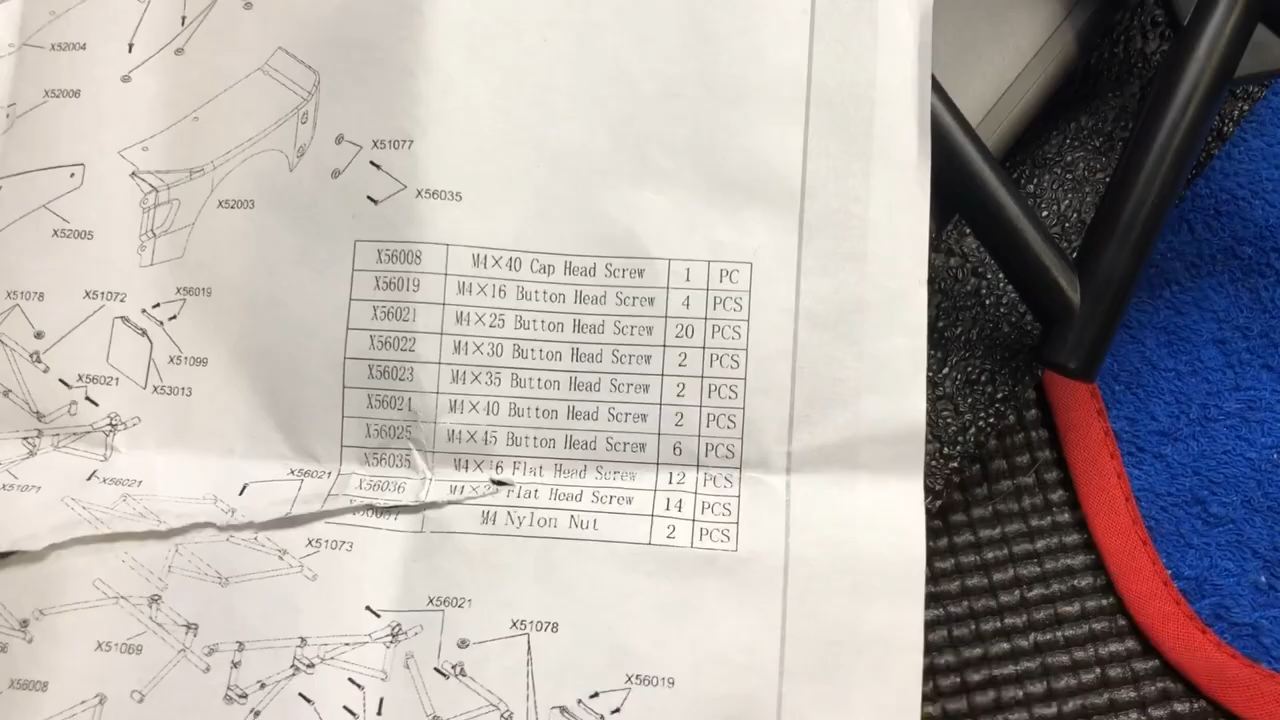 X52004
X52006
X51077
X56035
X52003
X52005
X56008 M4×40 Cap Head Screw 1 PC
X56019 M4×16 Button Head Screw 4 PCS
X56021 M4×25 Button Head Screw 20 PCS
X56022 M4×30 Button Head Screw 2 PCS
X56023 M4×35 Button Head Screw 2 PCS
X56024 M4×40 Button Head Screw 2 PCS
X56025 M4×45 Button Head Screw 6 PCS
X56035 Flat Head Screw 12 PCS
X56036 Flat Head Screw 14 PCS
M4 Nylon Nut 2 PCS
X51078
X51072
X56019
X51099
X53013
X56021
X51071
X56021
X56021
X51073
X56021
X51078
X51069
X56019
X56008